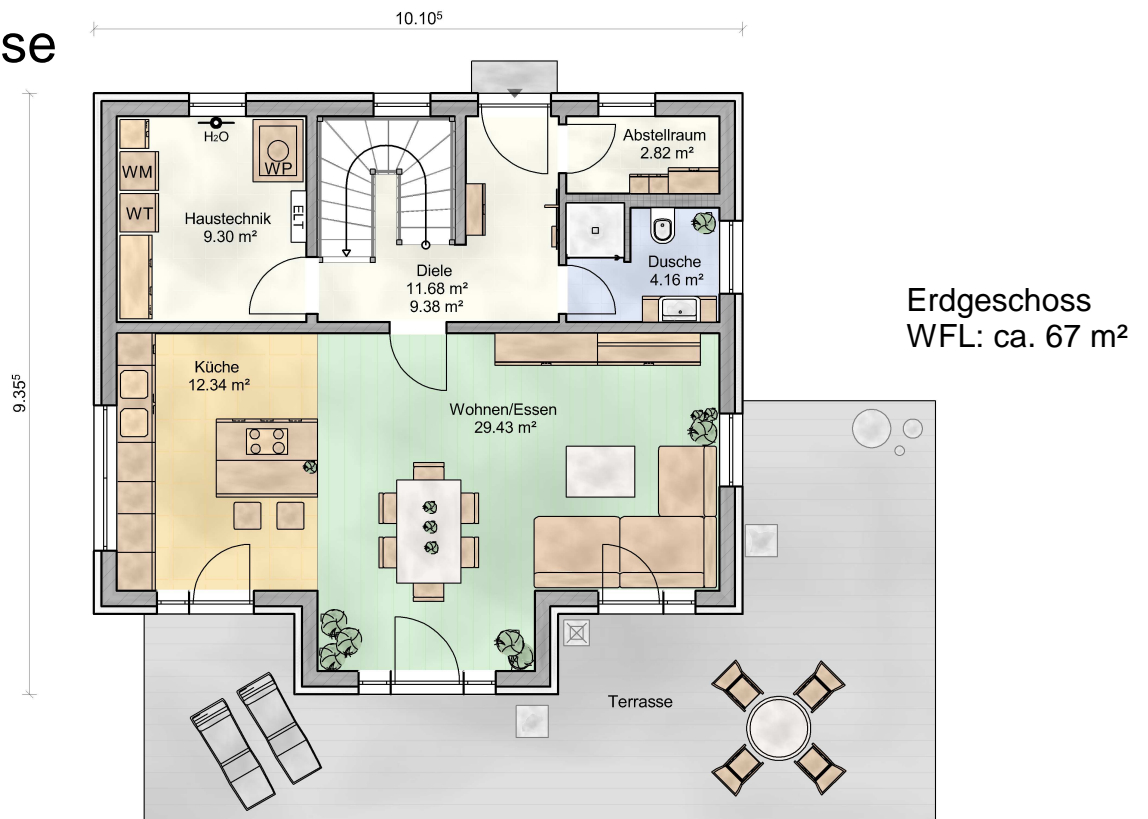 10.10⁵
se
H₂O
WM
WP
Abstellraum
2.82 m²
WT
ELT
Haustechnik
9.30 m²
Diele
11.68 m²
9.38 m²
Dusche
4.16 m²
Erdgeschoss
WFL: ca. 67 m²
9.35⁵
Küche
12.34 m²
Wohnen/Essen
29.43 m²
Terrasse